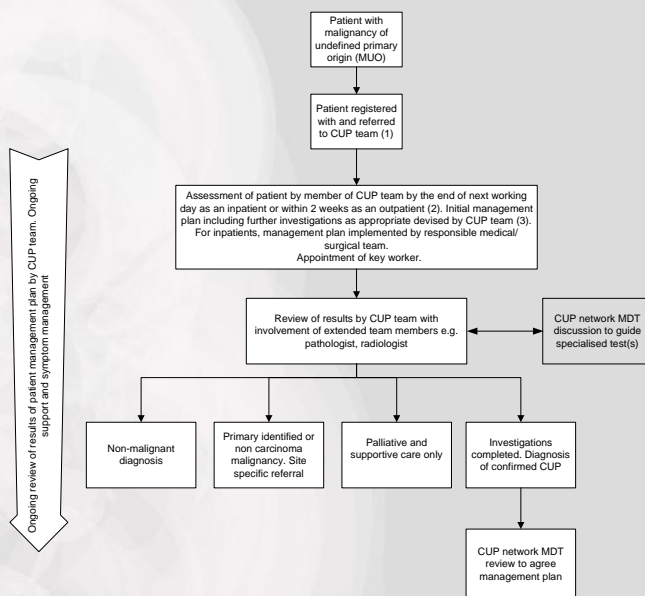 Patient with
malignancy of
undefined primary
origin (MUO)
Patient registered
with and referred
to CUP team (1)
Assessment of patient by member of CUP team by the end of next working
day as an inpatient or within 2 weeks as an outpatient (2). Initial management
plan including further investigations as appropriate devised by CUP team (3).
For inpatients, management plan implemented by responsible medical/
surgical team.
Appointment of key worker.
Ongoing review of results of patient management plan by CUP team. Ongoing
support and symptom management
Review of results by CUP team with
involvement of extended team members e.g.
pathologist, radiologist
CUP network MDT
discussion to guide
specialised test(s)
Non-malignant
diagnosis
Primary identified or
non carcinoma
malignancy. Site
specific referral
Palliative and
supportive care only
Investigations
completed. Diagnosis
of confirmed CUP
CUP network MDT
review to agree
management plan